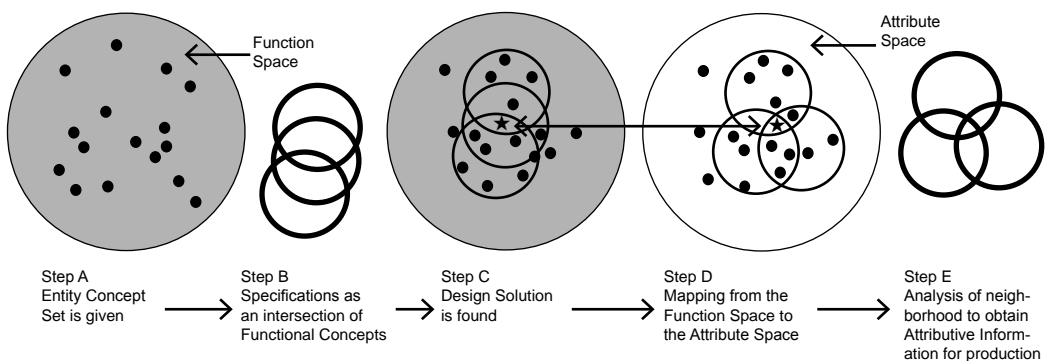 Function
Space
Attribute
Space
Step A
Entity Concept
Set is given
Step B
Specifications as
an intersection of
Functional Concepts
Step C
Design Solution
is found
Step D
Mapping from the
Function Space to
the Attribute Space
Step E
Analysis of neigh-
borhood to obtain
Attributive Inform-
ation for production